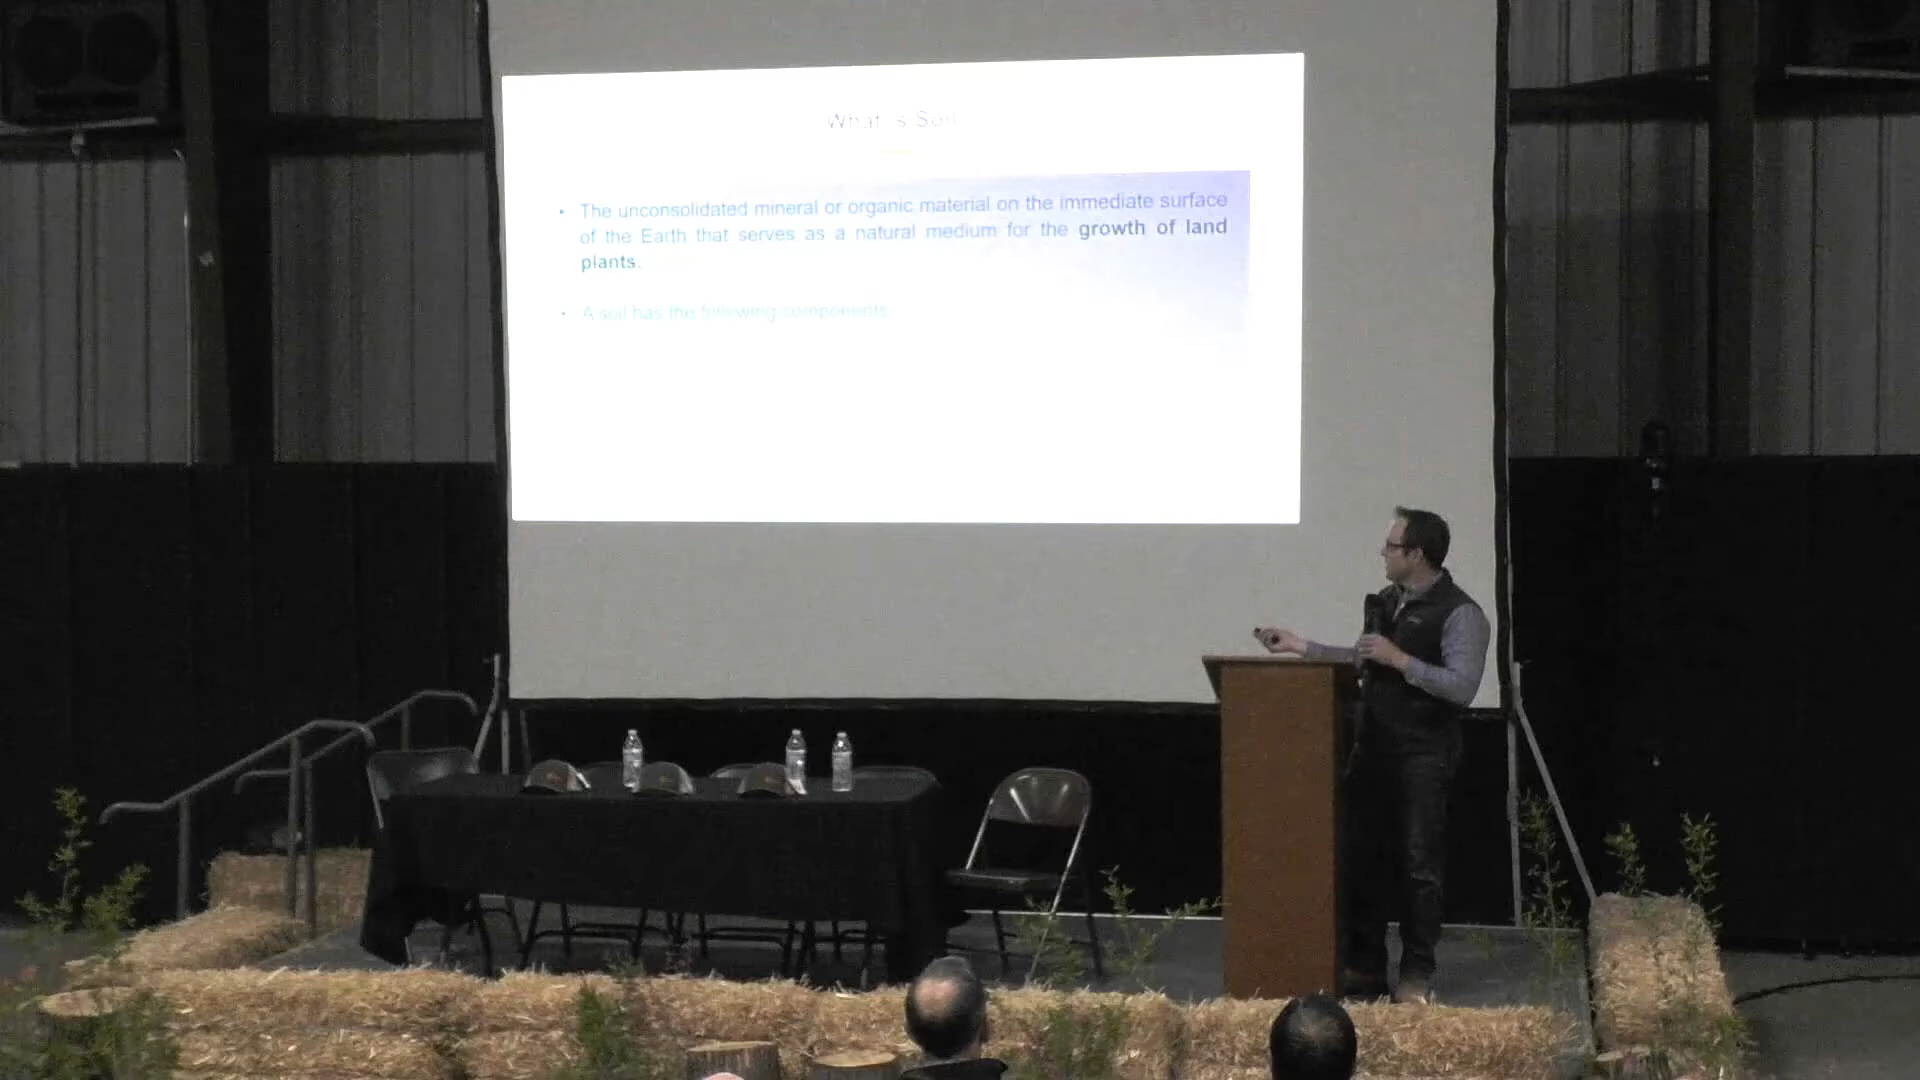 What is Soil
• The unconsolidated mineral or organic material on the immediate surface
of the Earth that serves as a natural medium for the growth of land
plants.
• A soil has the following components